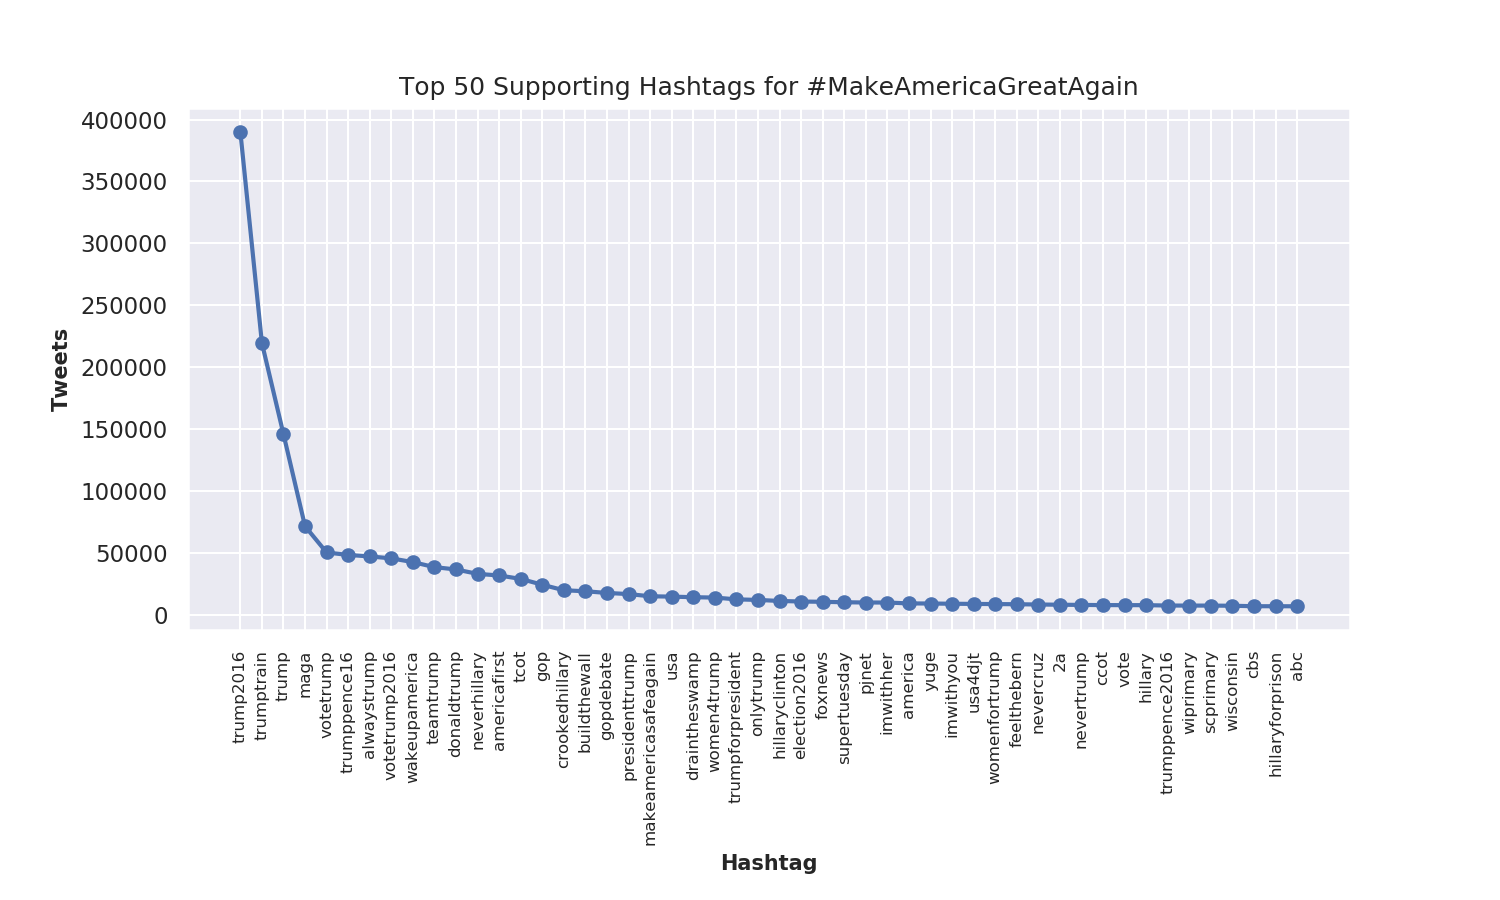 Top 50 Supporting Hashtags for #MakeAmericaGreatAgain
400000
350000
300000
250000
200000
150000
100000
50000
0
Tweets
trump2016
trumptrain
trump
maga
votetrump
trumppence16
alwaystrump
votetrump2016
wakeupamerica
teamtrump
donaldtrump
neverhillary
americafirst
tcot
gop
crookedhillary
buildthewall
gopdebate
presidenttrump
makeamericasafeagain
usa
draintheswamp
women4trump
trumpforpresident
onlytrump
hillaryclinton
election2016
foxnews
supertuesday
pjnet
imwithher
america
yuge
imwithyou
usa4djt
womenfortrump
feelthebern
nevercruz
2a
nevertrump
ccot
vote
hillary
trumppence2016
wiprimary
scprimary
wisconsin
cbs
hillaryforprison
abc
Hashtag